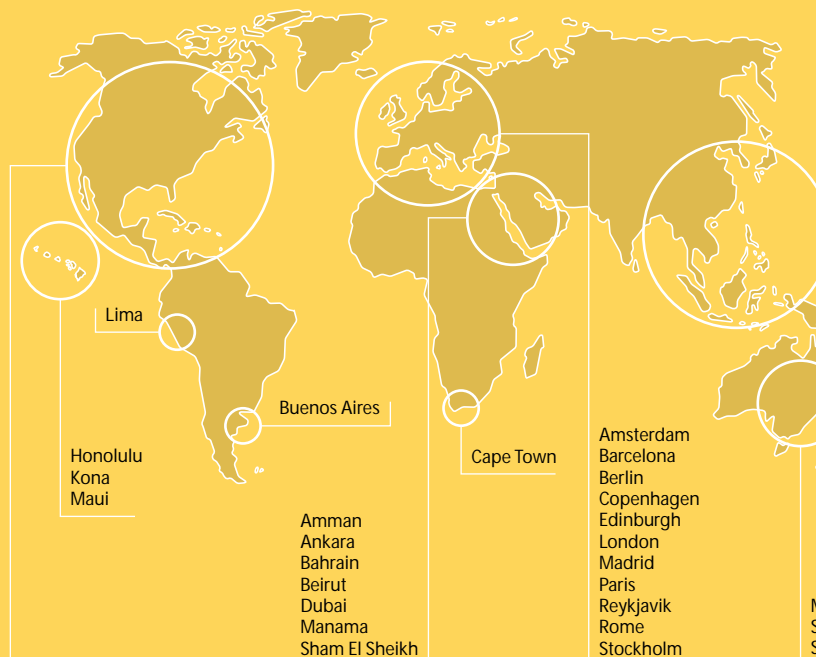 Lima
Buenos Aires
Honolulu
Kona
Maui
Cape Town
Amman
Ankara
Bahrain
Beirut
Dubai
Manama
Sham El Sheikh
Amsterdam
Barcelona
Berlin
Copenhagen
Edinburgh
London
Madrid
Paris
Reykjavik
Rome
Stockholm